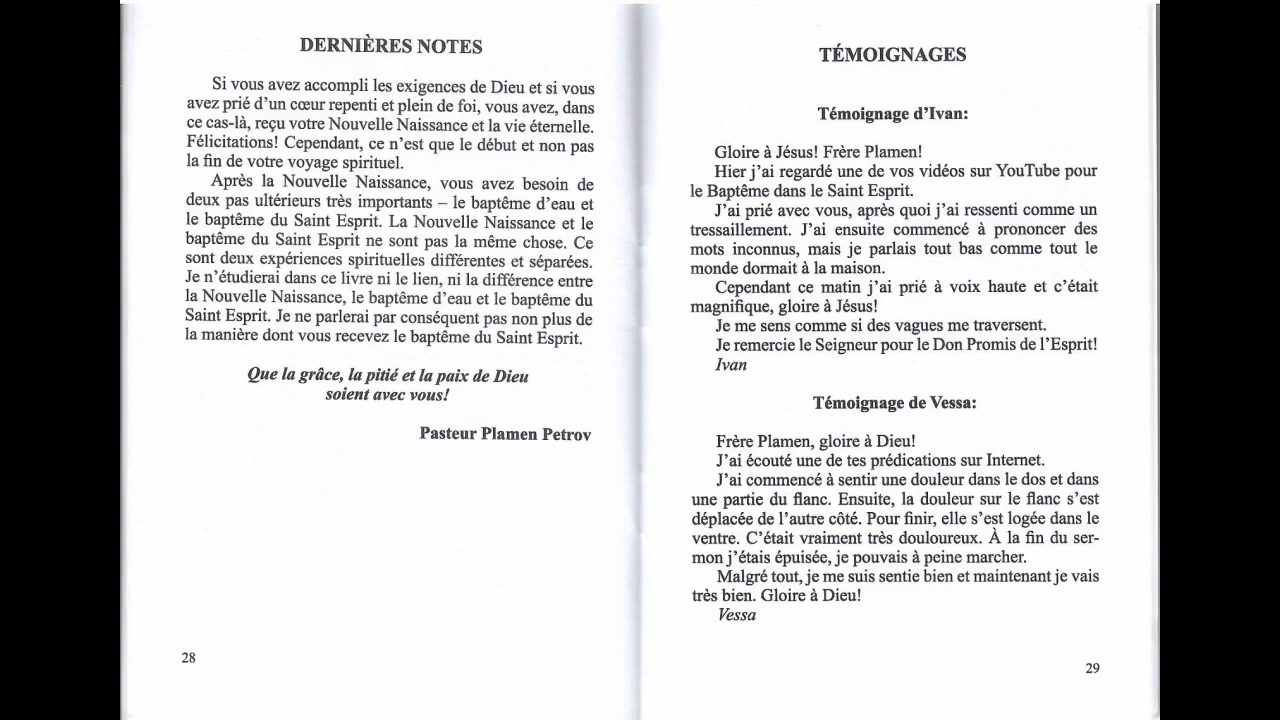 DERNIÈRES NOTES
Si vous avez accompli les exigences de Dieu et si vous
avez prié d’un cœur repenti et plein de foi, vous avez, dans
ce cas-là, reçu votre Nouvelle Naissance et la vie éternelle.
Félicitations! Cependant, ce n’est que le début et non pas
la fin de votre voyage spirituel.
Après la Nouvelle Naissance, vous avez besoin de
deux pas ultérieurs très importants – le baptême d’eau et
le baptême du Saint Esprit. La Nouvelle Naissance et le
baptême du Saint Esprit ne sont pas la même chose. Ce
sont deux expériences spirituelles différentes et séparées.
Je n’étudierai dans ce livre ni le lien, ni la différence entre
la Nouvelle Naissance, le baptême d’eau et le baptême du
Saint Esprit. Je ne parlerai par conséquent pas non plus de
la manière dont vous recevez le baptême du Saint Esprit.
Que la grâce, la pitié et la paix de Dieu
soient avec vous!
Pasteur Plamen Petrov
28
TÉMOIGNAGES
Témoignage d’Ivan:
Gloire à Jésus! Frère Plamen!
Hier j’ai regardé une de vos vidéos sur YouTube pour
le Baptême dans le Saint Esprit.
J’ai prié avec vous, après quoi j’ai ressenti comme un
tressaillement. J’ai ensuite commencé à prononcer des
mots inconnus, mais je parlais tout bas comme tout le
monde dormait à la maison.
Cependant ce matin j’ai prié à voix haute et c’était
magnifique, gloire à Jésus!
Je me sens comme si des vagues me traversent.
Je remercie le Seigneur pour le Don Promis de l’Esprit!
Ivan
Témoignage de Vessa:
Frère Plamen, gloire à Dieu!
J’ai écouté une de tes prédications sur Internet.
J’ai commencé à sentir une douleur dans le dos et dans
une partie du flanc. Ensuite, la douleur sur le flanc s’est
déplacée de l’autre côté. Pour finir, elle s’est logée dans le
ventre. C’était vraiment très douloureux. À la fin du ser-
mon j’étais épuisée, je pouvais à peine marcher.
Malgré tout, je me suis sentie bien et maintenant je vais
très bien. Gloire à Dieu!
Vessa
29